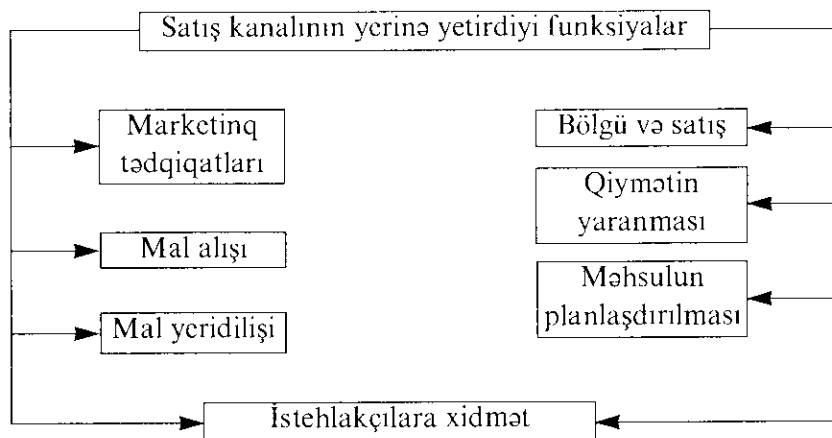 Satış kanalının yerinə yetirdiyi funksiyalar
Marketinq
tədqiqatları
Mal alışı
Mal yeridilişi
Bölgü və satış
Qiymətin
yaranması
Məhsulun
planlaşdırılması
İstehlakçılara xidmət